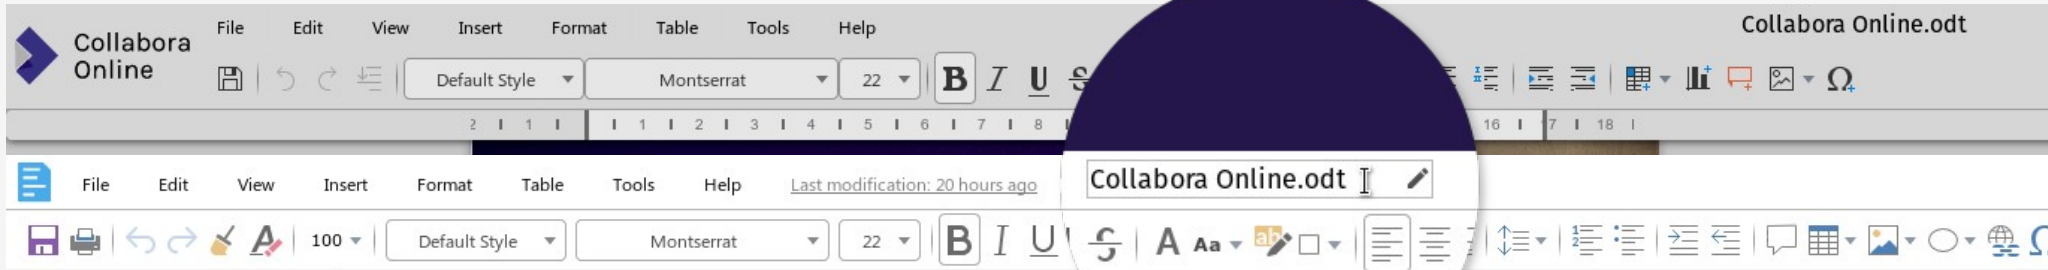 File Edit View Insert Format Table Tools Help Collabora Online.odt
Collabora
Online
Default Style Montserrat 22 B I U S Ω
2 1 1 2 3 4 5 6 7 8 16 17 18
File Edit View Insert Format Table Tools Help Last modification: 20 hours ago Collabora Online.odt
100 Default Style Montserrat 22 B I U S A Aa ab Ω